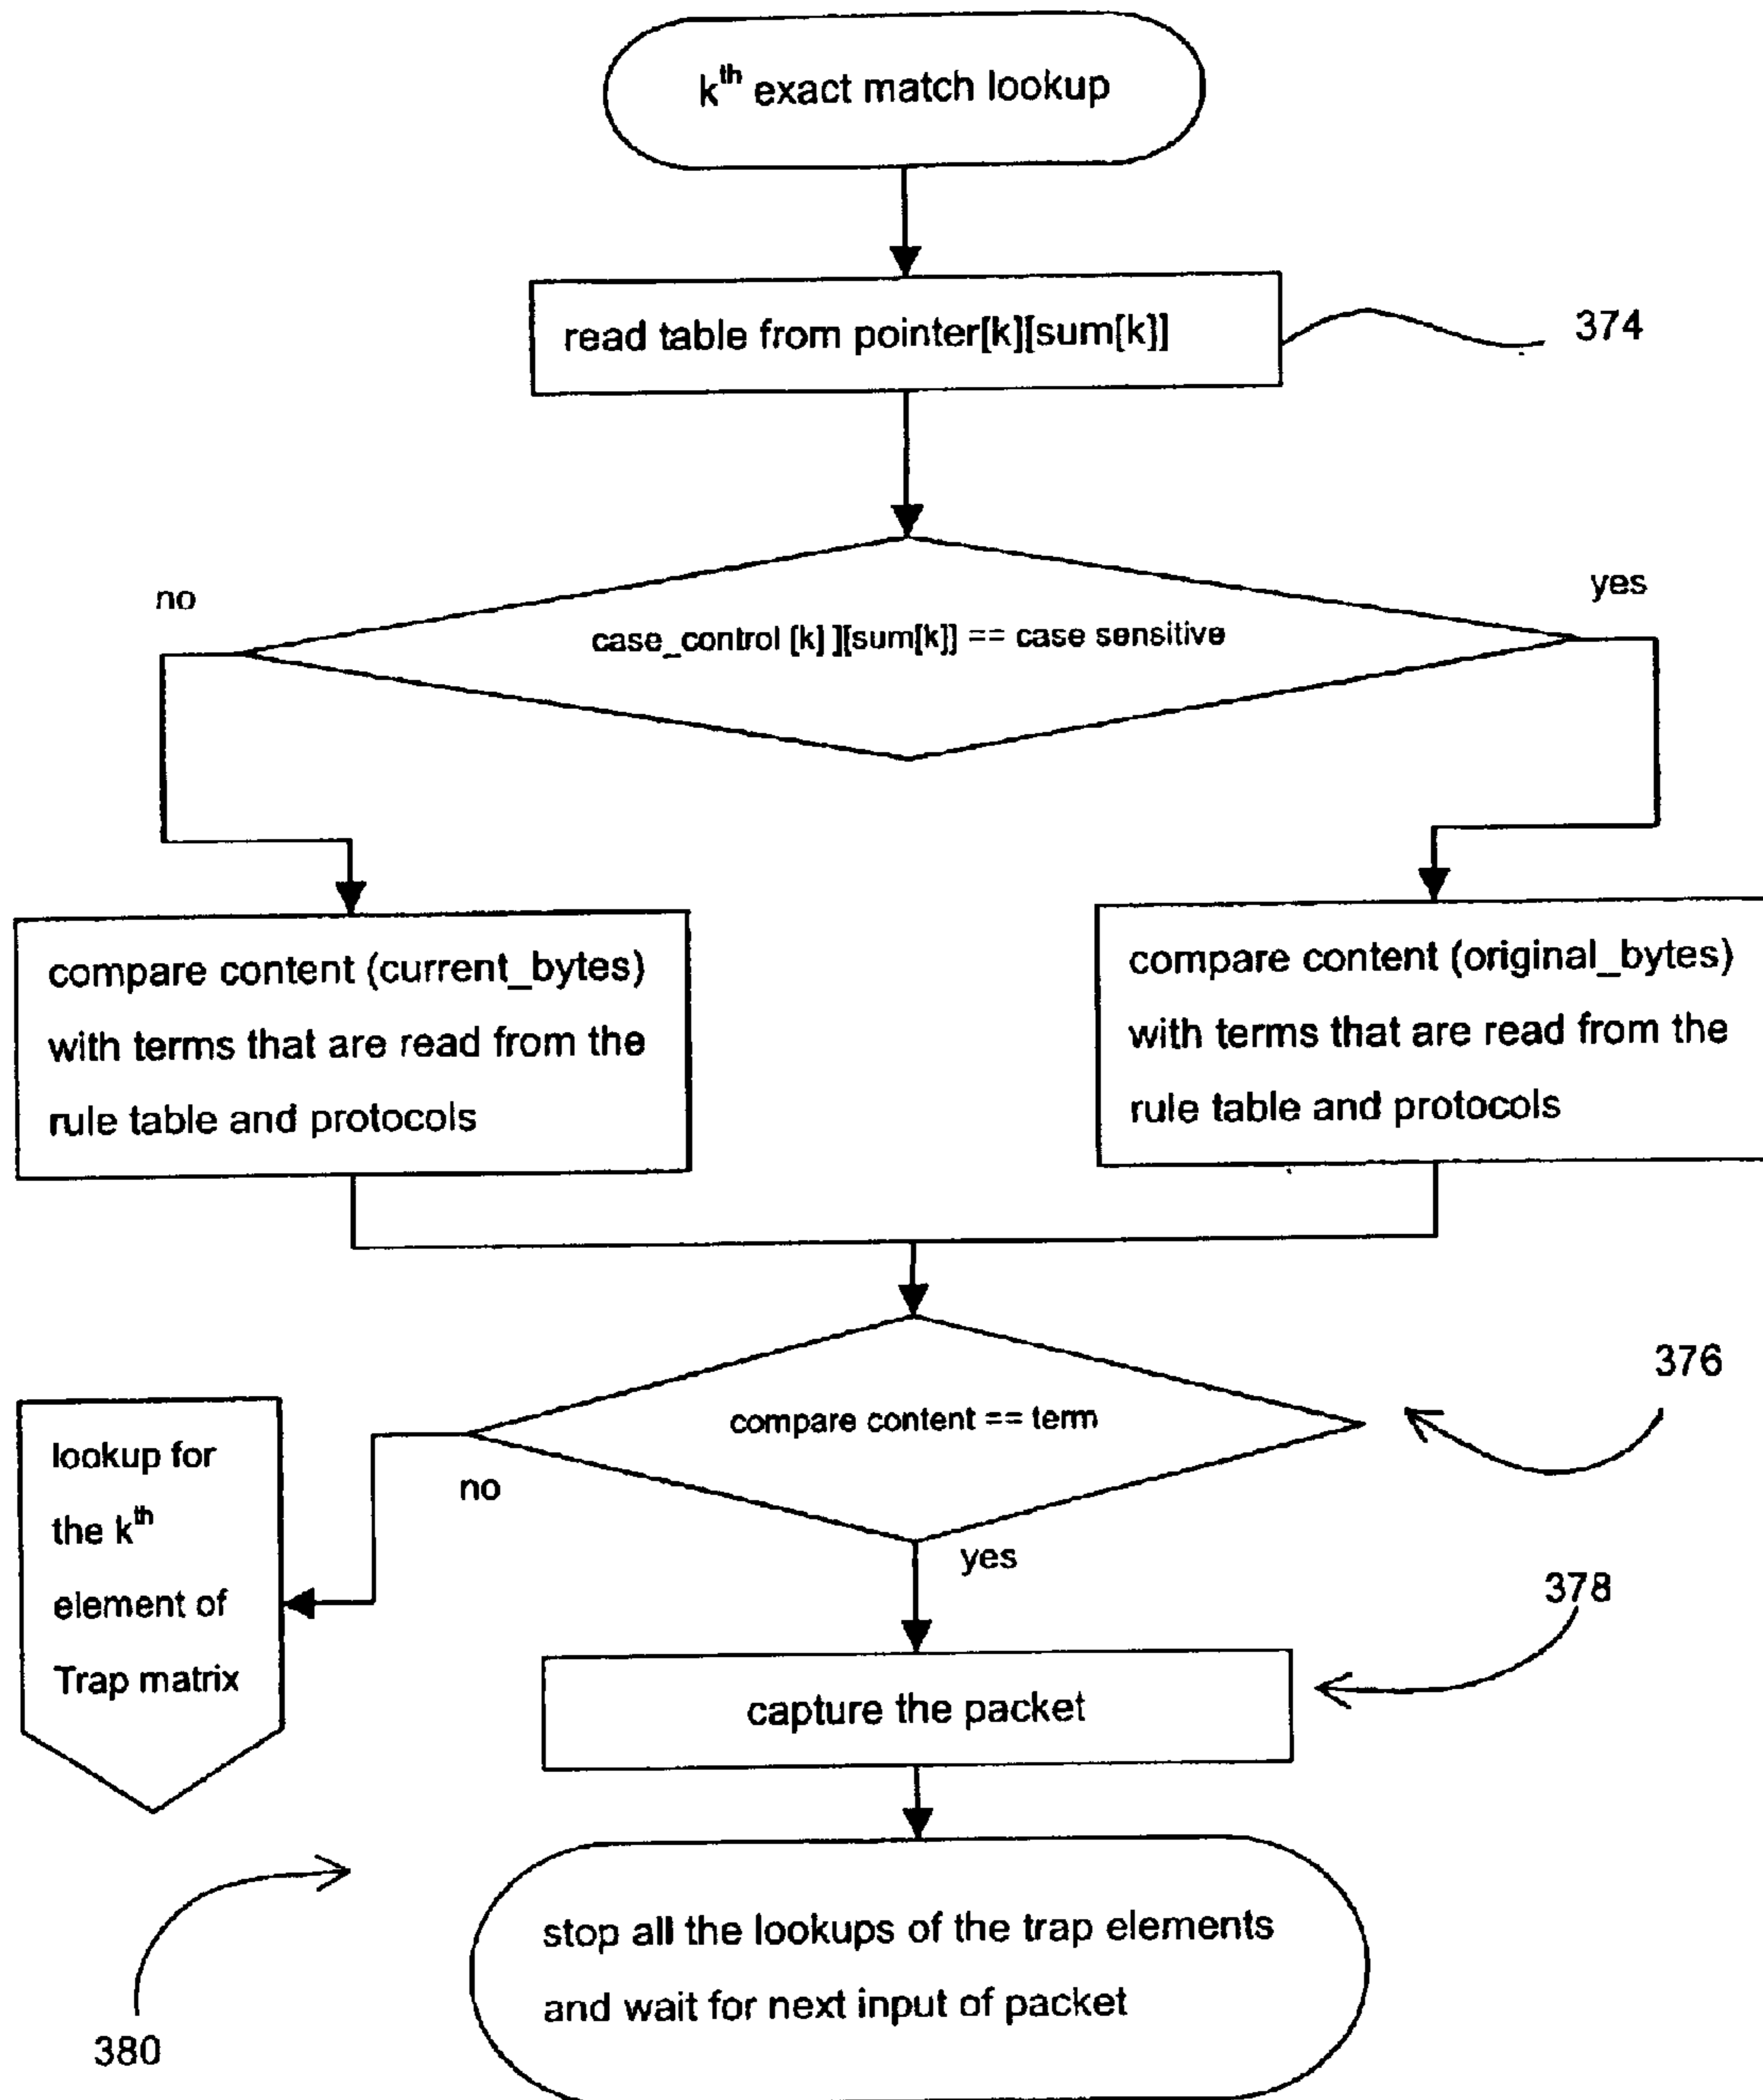 k^th exact match lookup
read table from pointer[k][sum[k]]
374
no
yes
case_control [k] ][sum[k]] == case sensitive
compare content (current_bytes)
with terms that are read from the
rule table and protocols
compare content (original_bytes)
with terms that are read from the
rule table and protocols
376
compare content == term
no
yes
lookup for
the k^th
element of
Trap matrix
378
capture the packet
stop all the lookups of the trap elements
and wait for next input of packet
380